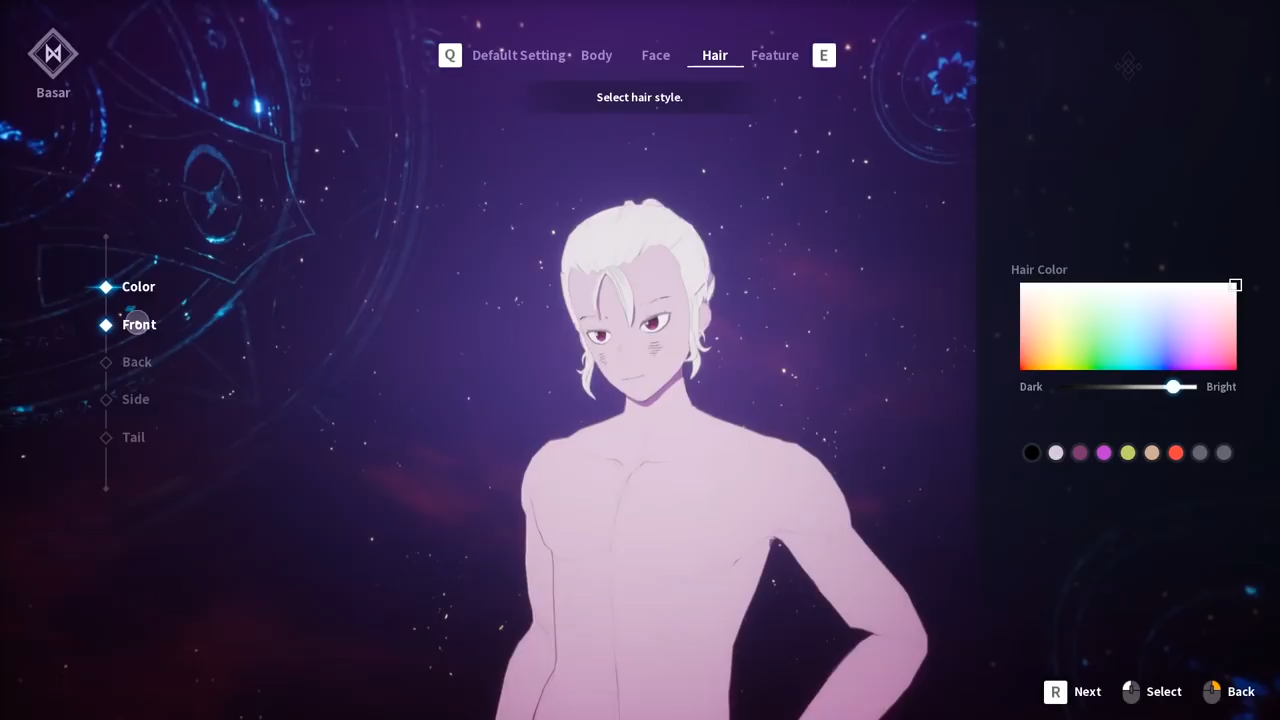 Q Default Setting Body Face Hair Feature E
Basar
Select hair style.
Color
Front
Back
Side
Tail
Hair Color
Dark Bright
R Next Select Back